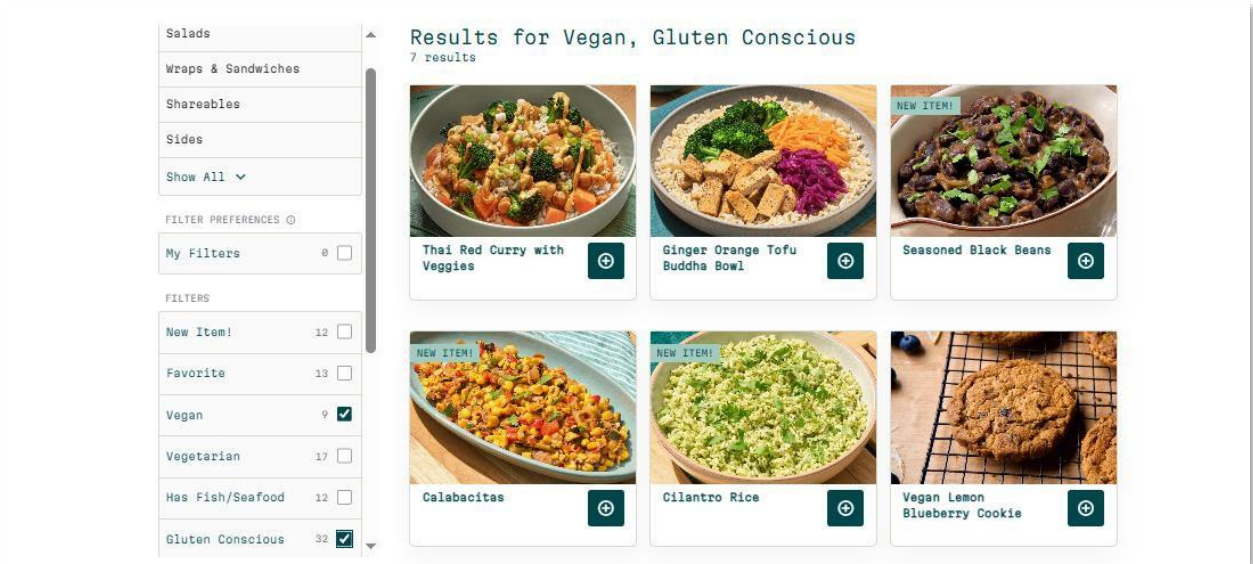 Salads
Wraps & Sandwiches
Shareables
Sides
Show All
FILTER PREFERENCES
My Filters 0
FILTERS
New Item! 12
Favorite 13
Vegan 9
Vegetarian 17
Has Fish/Seafood 12
Gluten Conscious 32
Results for Vegan, Gluten Conscious
7 results
Thai Red Curry with
Veggies
Ginger Orange Tofu
Buddha Bowl
NEW ITEM!
Seasoned Black Beans
NEW ITEM!
Calabacitas
NEW ITEM!
Cilantro Rice
Vegan Lemon
Blueberry Cookie